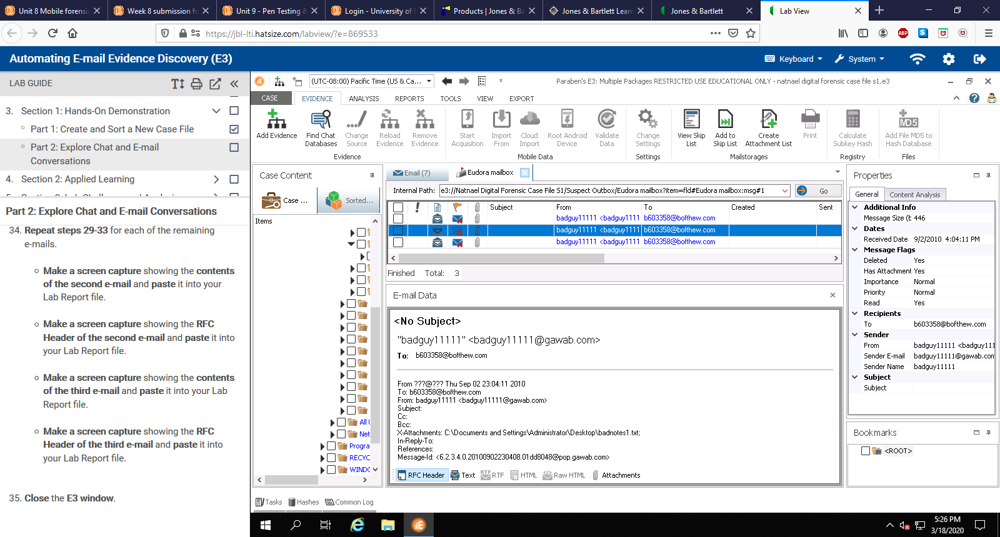 Unit 8 Mobile forensi
Week 8 submission fo
Unit 9 - Pen Testing &
Login - University of
Products | Jones & Ba
Jones & Bartlett Learn
Jones & Bartlett
Lab View
https://jbl-lti.hatsize.com/labview/?e=869533
ABP
Automating E-mail Evidence Discovery (E3)
Keyboard
System
LAB GUIDE
3. Section 1: Hands-On Demonstration
Part 1: Create and Sort a New Case File
Part 2: Explore Chat and E-mail
Conversations
4. Section 2: Applied Learning
Part 2: Explore Chat and E-mail Conversations
34. Repeat steps 29-33 for each of the remaining
e-mails.
Make a screen capture showing the contents
of the second e-mail and paste it into your
Lab Report file.
Make a screen capture showing the RFC
Header of the second e-mail and paste it into
your Lab Report file.
Make a screen capture showing the contents
of the third e-mail and paste it into your Lab
Report file.
Make a screen capture showing the RFC
Header of the third e-mail and paste it into
your Lab Report file.
35. Close the E3 window.
(UTC-08:00) Pacific Time (US & Ca...
Paraben's E3: Multiple Packages RESTRICTED USE EDUCATIONAL ONLY - natnael digital forensic case file s1.e3
CASE
EVIDENCE
ANALYSIS
REPORTS
TOOLS
VIEW
EXPORT
Add Evidence
Find Chat
Databases
Change
Source
Reload
Evidence
Remove
Evidence
Evidence
Start
Acquisition
Import
From
Cloud
Import
Root Android
Device
Validate
Data
Mobile Data
Change
Settings
Settings
View Skip
List
Add to
Skip List
Create
Attachment List
Print
Mailstorages
Calculate
Subkey Hash
Registry
MD5
Add File MD5 to
Hash Database
Files
Case Content
Case ...
Sorted...
Items
All U
Net
Progra
RECYC
WINDO
Email (7)
Eudora mailbox
Internal Path:
e3://Natnael Digital Forensic Case File S1/Suspect Outbox/Eudora mailbox?item=fld#Eudora mailbox:msg#1
Go
Subject
From
To
Created
Sent
badguy11111 <badguy1111
b603358@bofthew.com
badguy11111 <badguy1111
b603358@bofthew.com
badguy11111 <badguy1111
b603358@bofthew.com
Finished
Total: 3
E-mail Data
<No Subject>
"badguy11111" <badguy11111@gawab.com>
To: b603358@bofthew.com
From ???@??? Thu Sep 02 23:04:11 2010
To: b603358@bofthew.com
From: badguy11111 <badguy11111@gawab.com>
Subject:
Cc:
Bcc:
X-Attachments: C:\Documents and Settings\Administrator\Desktop\badnotes1.txt;
In-Reply-To:
References:
Message-Id: <6.2.3.4.0.20100902230408.01dd8048@pop.gawab.com>
RFC Header
Text
RTF
HTML
Raw HTML
Attachments
Properties
General
Content Analysis
Additional Info
Message Size (b 446
Dates
Received Date 9/2/2010 4:04:11 PM
Message Flags
Deleted Yes
Has Attachment Yes
Importance Normal
Priority Normal
Read Yes
Recipients
To b603358@bofthew.com
Sender
From badguy11111 <badguy111
Sender E-mail badguy11111@gawab.com
Sender Name badguy11111
Subject
Subject
Bookmarks
<ROOT>
Tasks
Hashes
Common Log
5:26 PM
3/18/2020